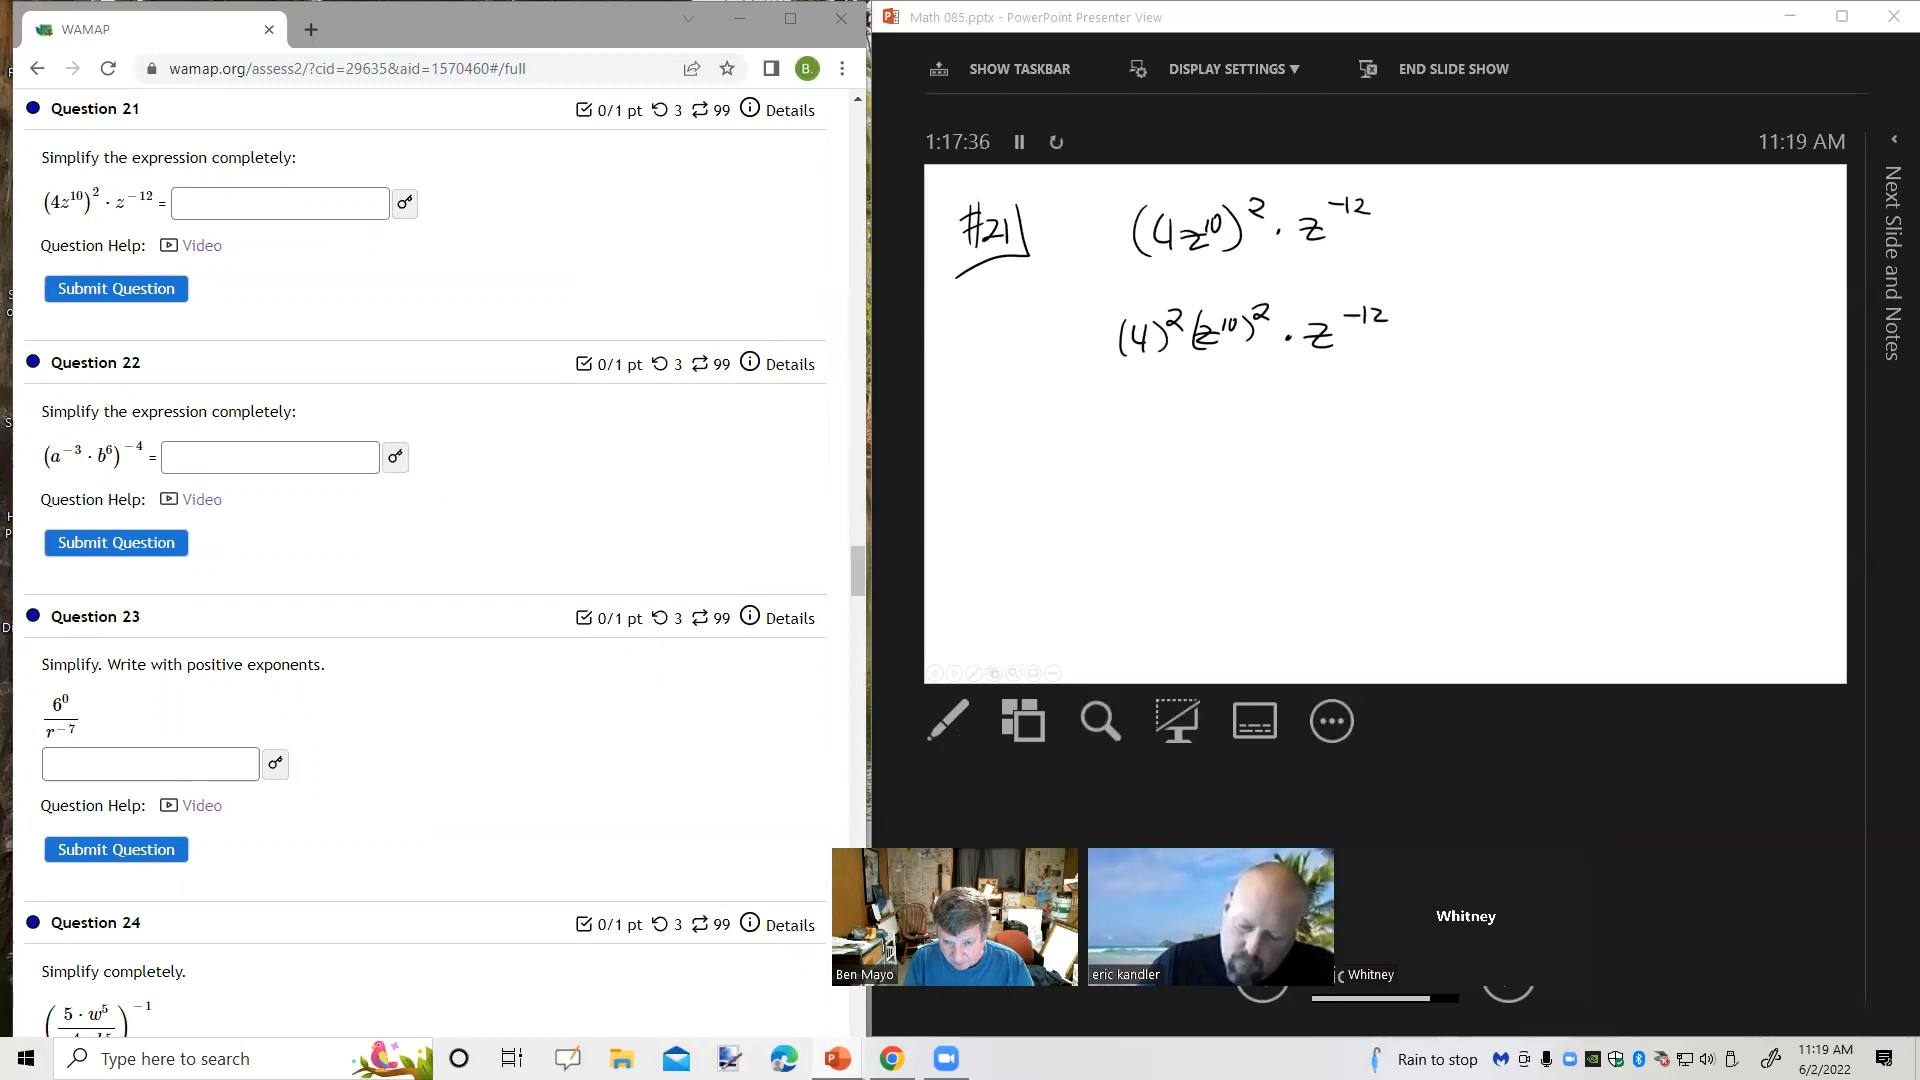 WAMAP
wamap.org/assess2/?cid=29635&aid=1570460#/full
B.
Question 21
0/1 pt 3 99 Details
Simplify the expression completely:
(4z^10)^2 · z^−12 =
Question Help: Video
Submit Question
Question 22
0/1 pt 3 99 Details
Simplify the expression completely:
(a^−3 · b^6)^−4 =
Question Help: Video
Submit Question
Question 23
0/1 pt 3 99 Details
Simplify. Write with positive exponents.
6^0
r^−7
Question Help: Video
Submit Question
Question 24
0/1 pt 3 99 Details
Simplify completely.
(5 · w^5)^−1
Math 085.pptx - PowerPoint Presenter View
SHOW TASKBAR DISPLAY SETTINGS ▼ END SLIDE SHOW
1:17:36 11:19 AM
#21 (4z^10)^2 · z^−12
(4)^2 (z^10)^2 · z^−12
Next Slide and Notes
Ben Mayo
eric kandler
Whitney
Whitney
Type here to search
Rain to stop
11:19 AM
6/2/2022